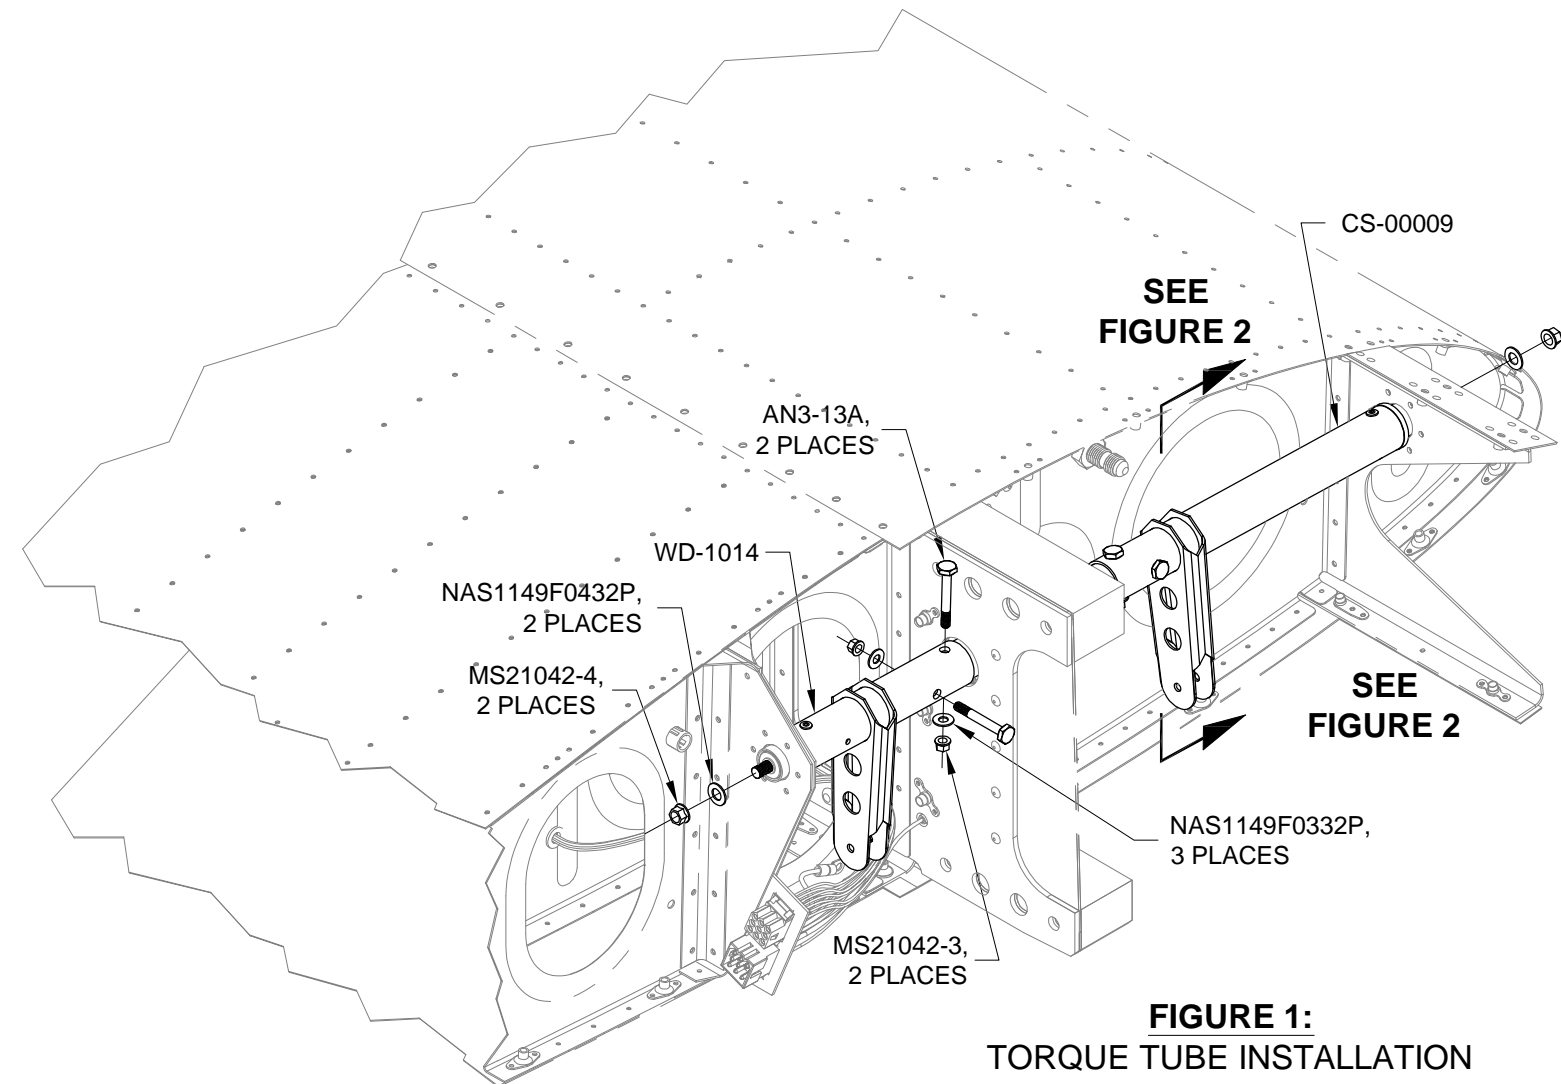 CS-00009
SEE
FIGURE 2
AN3-13A,
2 PLACES
WD-1014
NAS1149F0432P,
2 PLACES
MS21042-4,
2 PLACES
SEE
FIGURE 2
NAS1149F0332P,
3 PLACES
MS21042-3,
2 PLACES
FIGURE 1:
TORQUE TUBE INSTALLATION